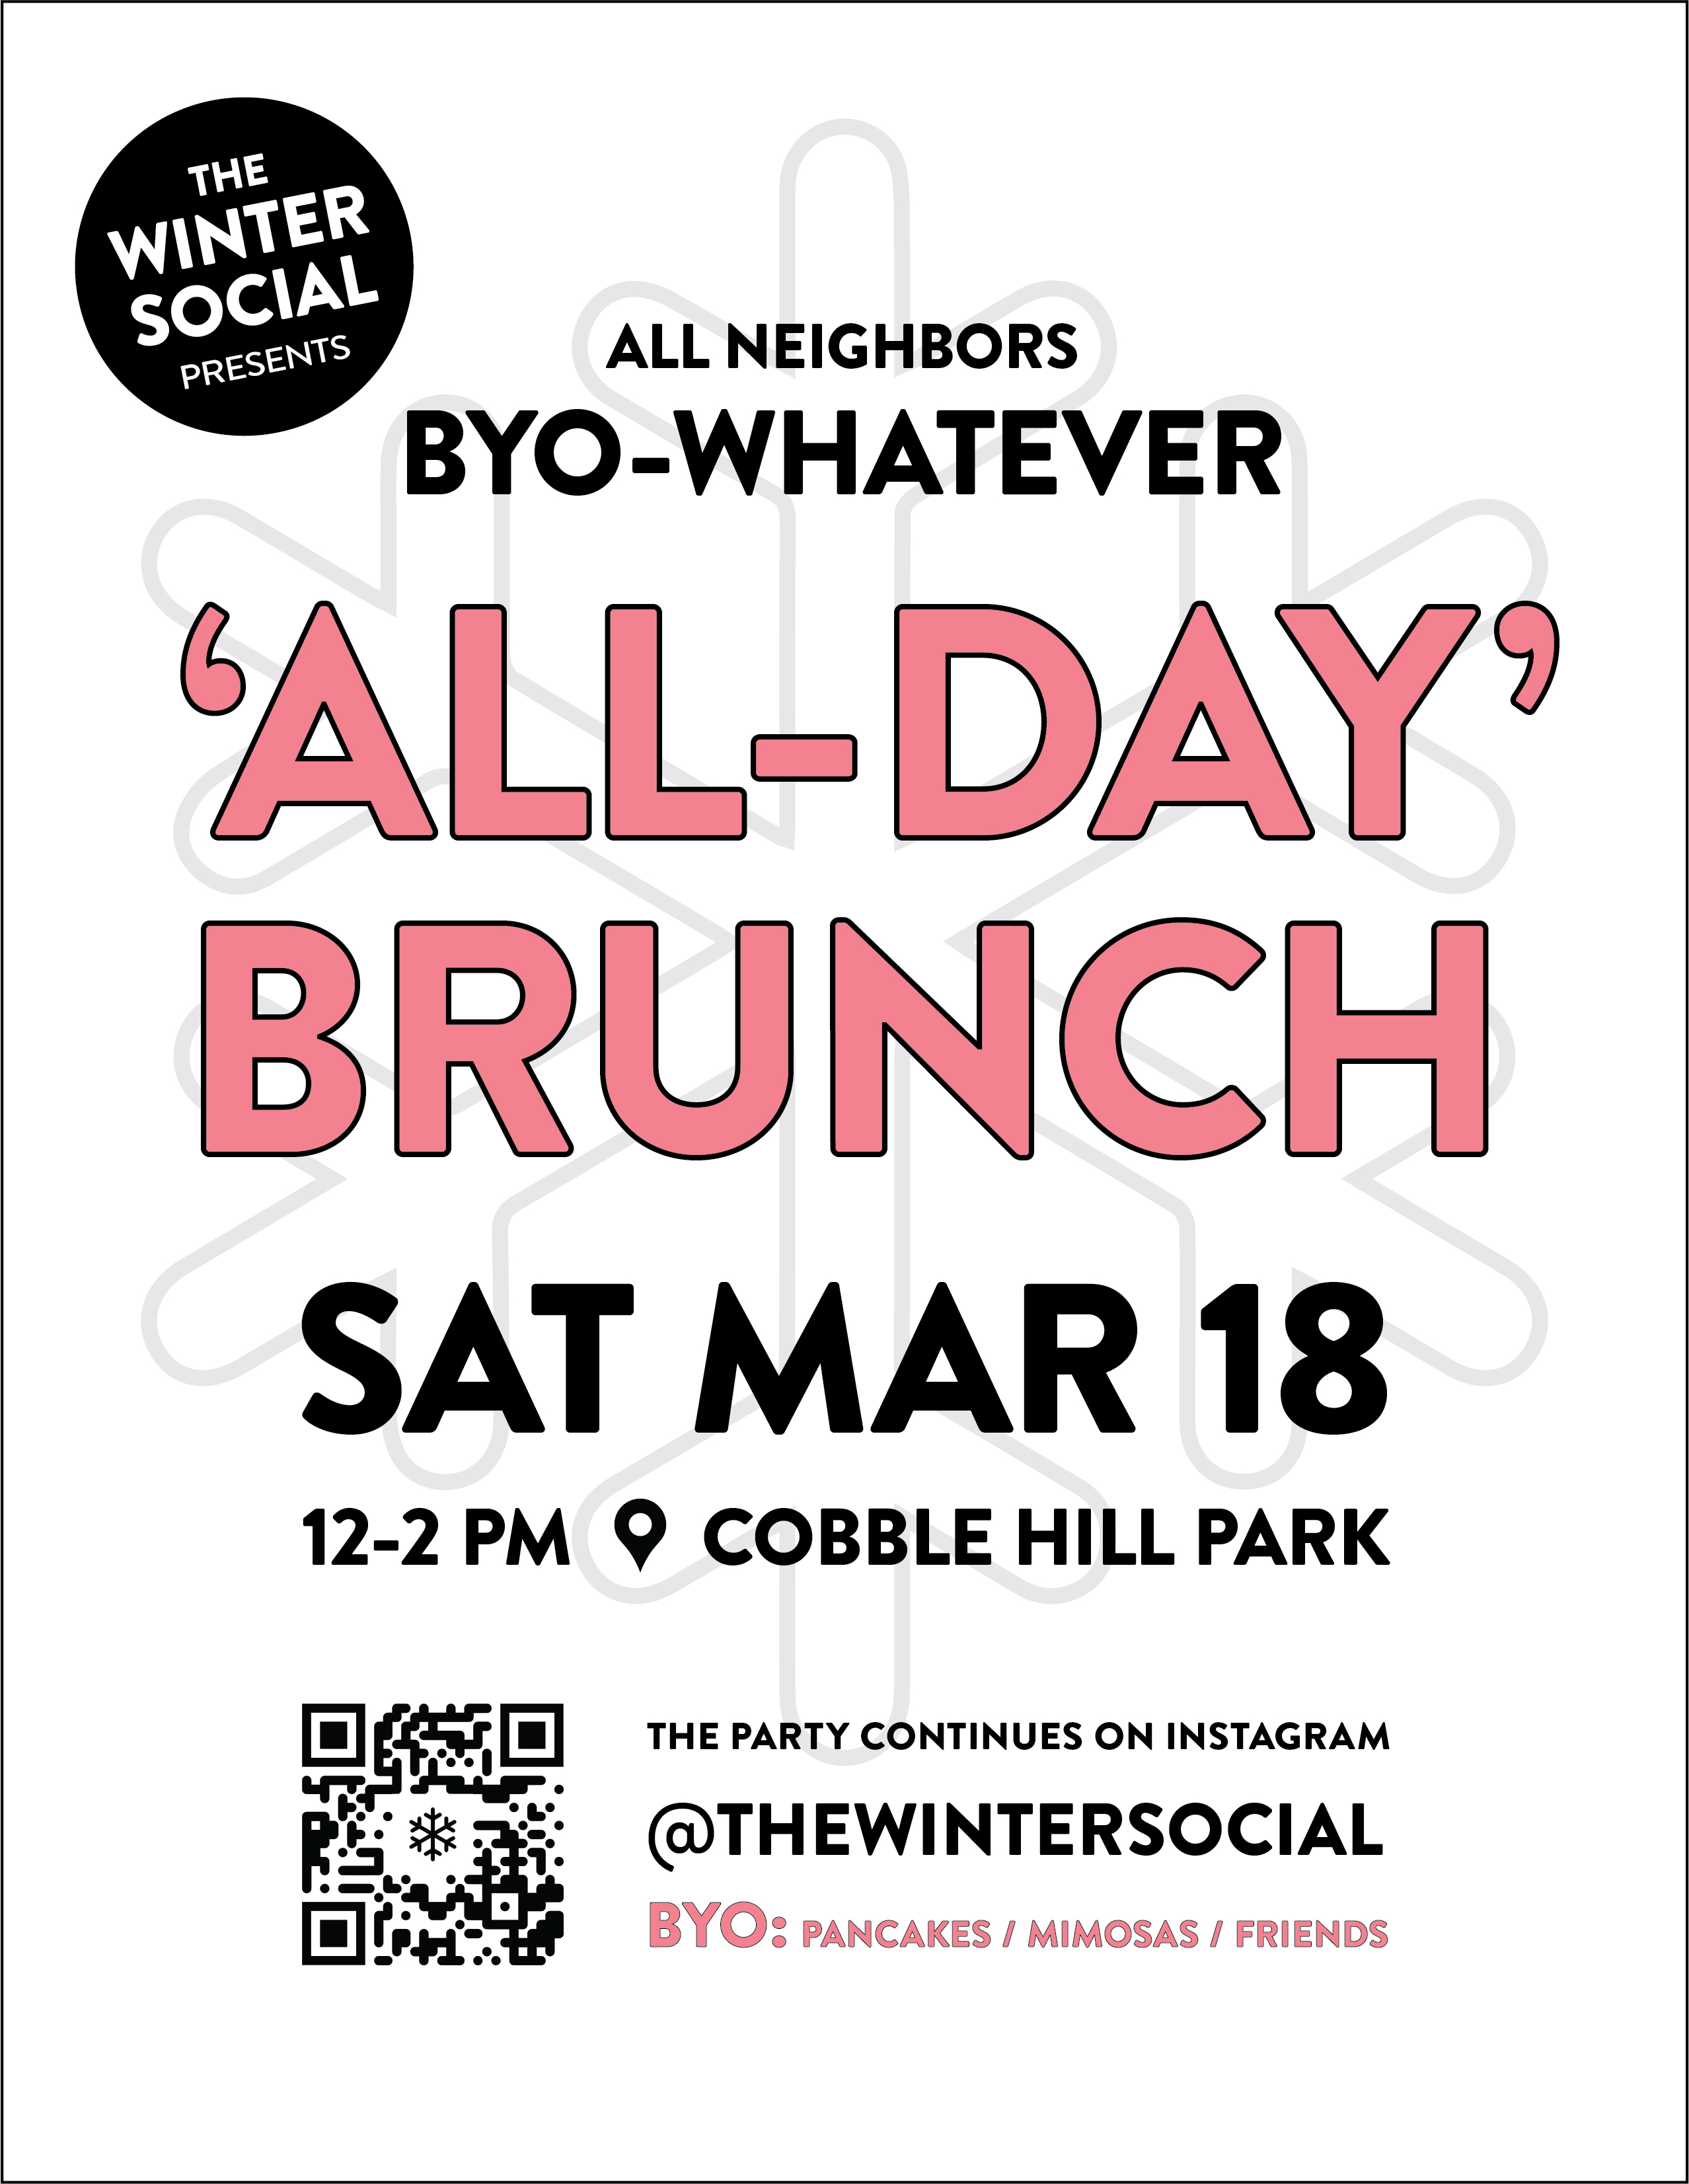 THE
WINTER
SOCIAL
PRESENTS
ALL NEIGHBORS
BYO-WHATEVER
‘ALL-DAY’
BRUNCH
SAT MAR 18
12-2 PM COBBLE HILL PARK
THE PARTY CONTINUES ON INSTAGRAM
@THEWINTERSOCIAL
BYO: PANCAKES / MIMOSAS / FRIENDS